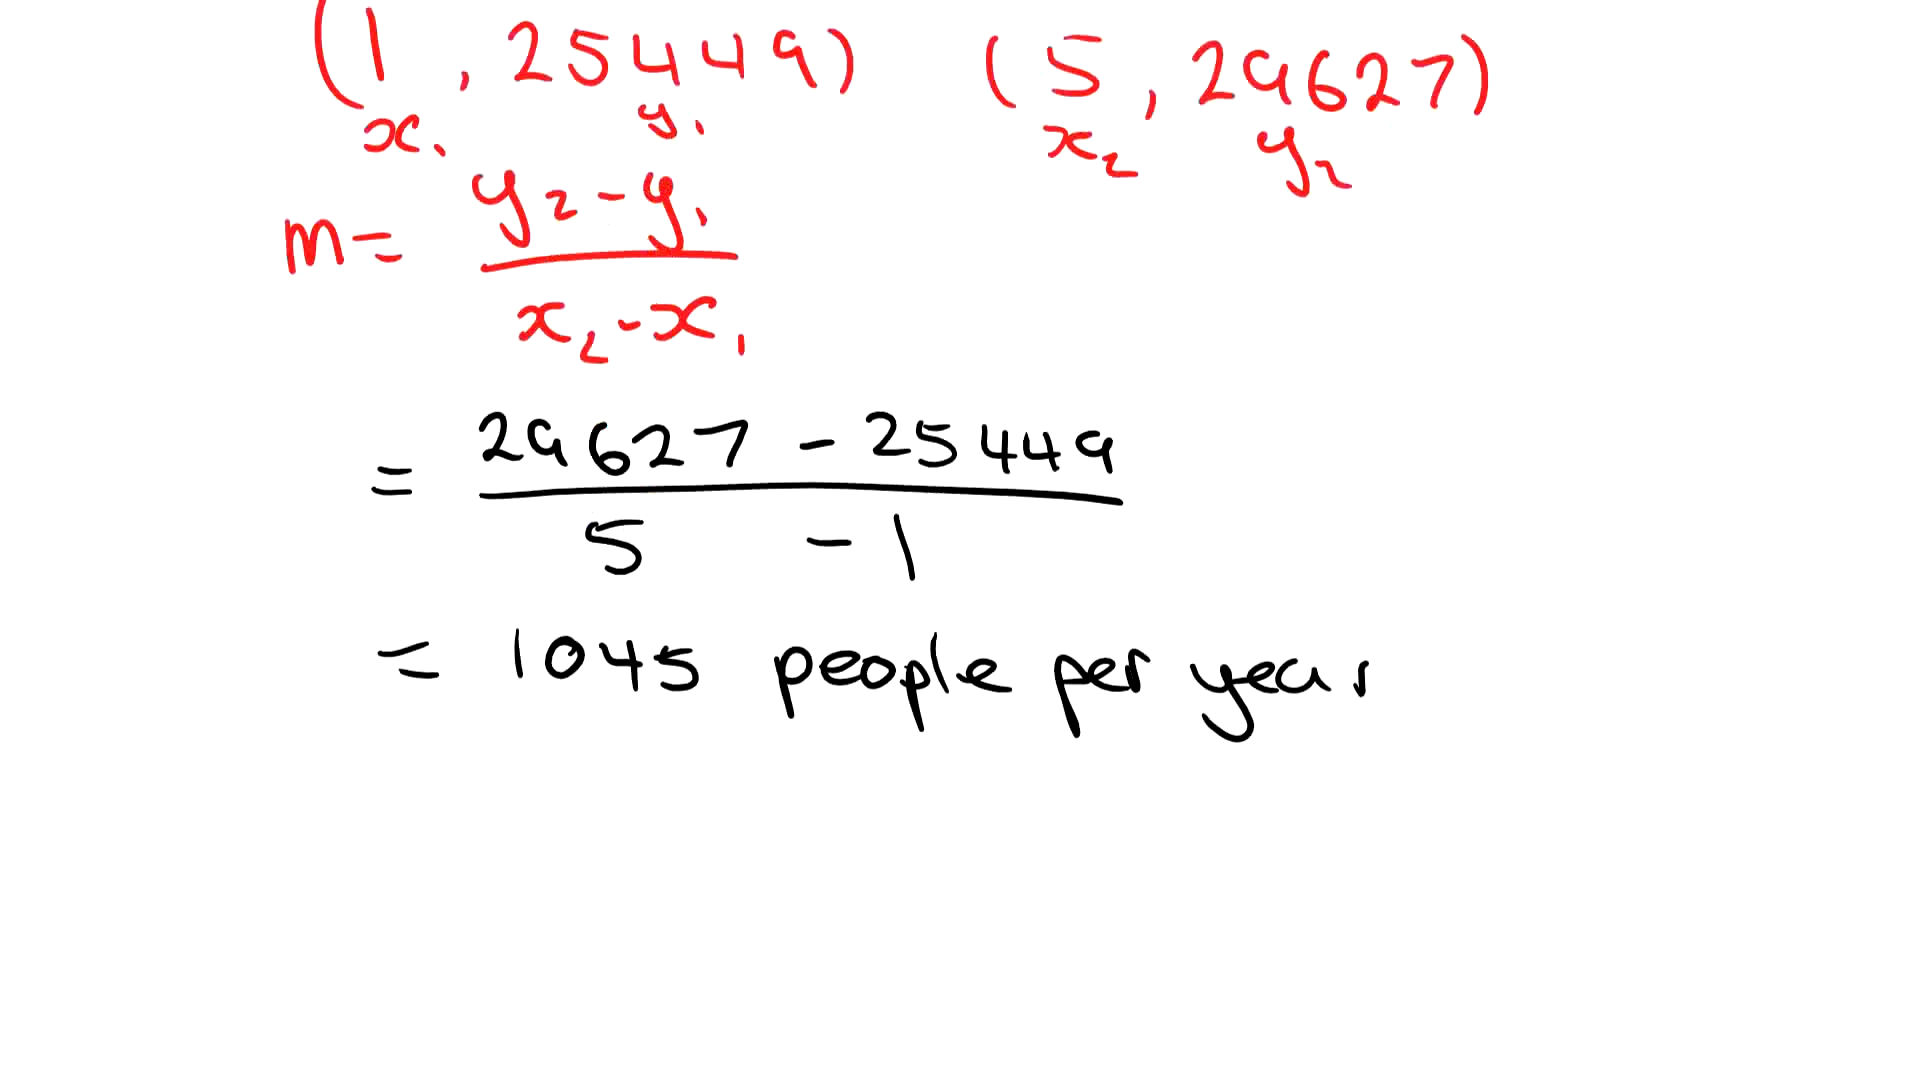 (1, 25449) (5, 29627)
x₁ y₁ x₂ y₂
m = y₂ - y₁
x₂ - x₁
= 29627 - 25449
5 - 1
= 1045 people per year